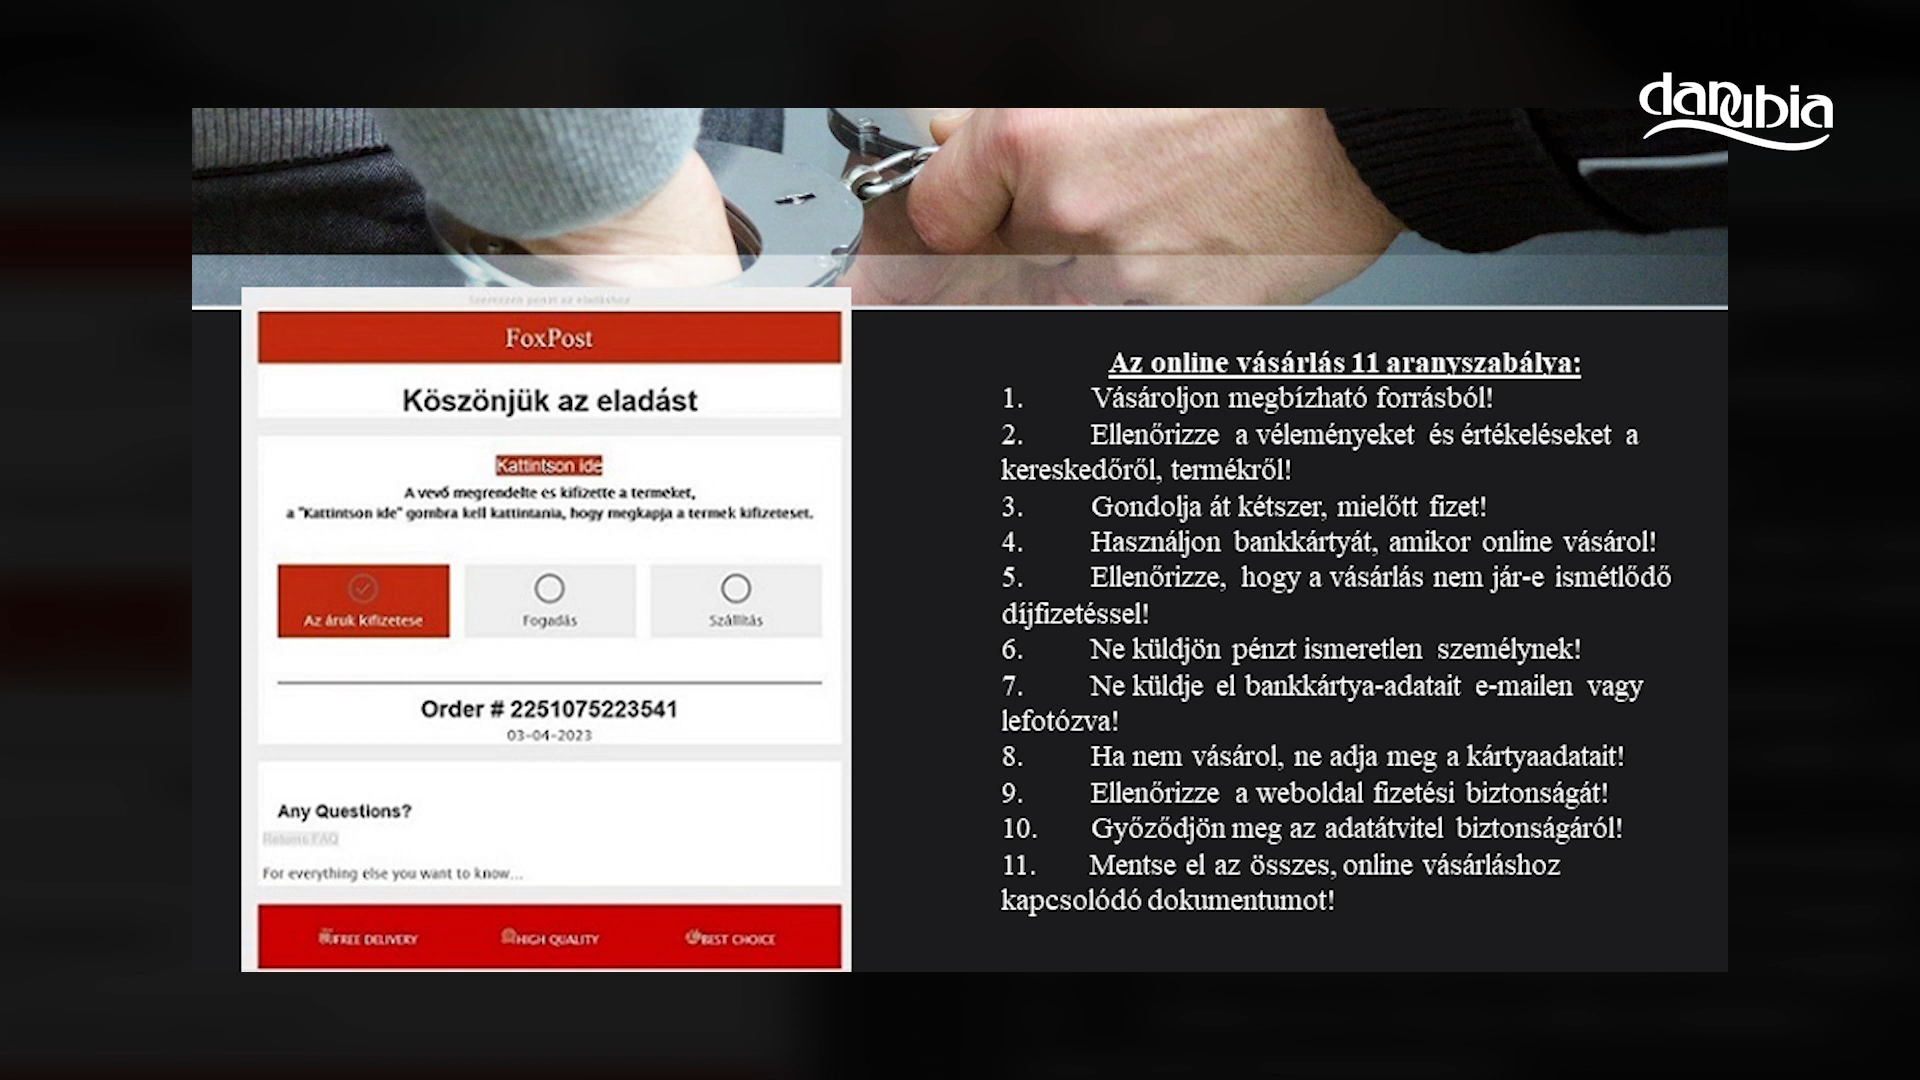 danubia
Szerezzen pénzt az eladáshoz
FoxPost
Köszönjük az eladást
Kattintson ide
A vevő megrendelte es kifizette a termeket,
a "Kattintson ide" gombra kell kattintania, hogy megkapja a termek kifizeteset.
Az áruk kifizetese
Fogadás
Szállítás
Order # 2251075223541
03-04-2023
Any Questions?
Returns FAQ
For everything else you want to know...
FREE DELIVERY
HIGH QUALITY
BEST CHOICE
Az online vásárlás 11 aranyszabálya:
1. Vásároljon megbízható forrásból!
2. Ellenőrizze a véleményeket és értékeléseket a
kereskedőről, termékről!
3. Gondolja át kétszer, mielőtt fizet!
4. Használjon bankkártyát, amikor online vásárol!
5. Ellenőrizze, hogy a vásárlás nem jár-e ismétlődő
díjfizetéssel!
6. Ne küldjön pénzt ismeretlen személynek!
7. Ne küldje el bankkártya-adatait e-mailen vagy
lefotózva!
8. Ha nem vásárol, ne adja meg a kártyaadatait!
9. Ellenőrizze a weboldal fizetési biztonságát!
10. Győződjön meg az adatátvitel biztonságáról!
11. Mentse el az összes, online vásárláshoz
kapcsolódó dokumentumot!